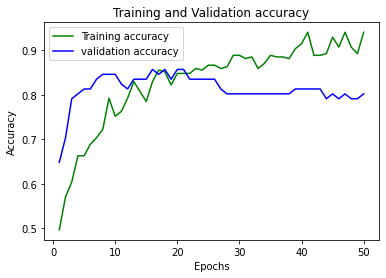 Training and Validation accuracy
Training accuracy
validation accuracy
Accuracy
0.9
0.8
0.7
0.6
0.5
0 10 20 30 40 50
Epochs